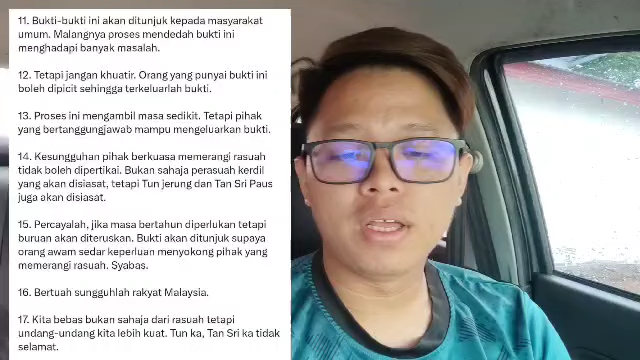 11. Bukti-bukti ini akan ditunjuk kepada masyarakat
umum. Malangnya proses mendedah bukti ini
menghadapi banyak masalah.
12. Tetapi jangan khuatir. Orang yang punyai bukti ini
boleh dipicit sehingga terkeluarlah bukti.
13. Proses ini mengambil masa sedikit. Tetapi pihak
yang bertanggungjawab mampu mengeluarkan bukti.
14. Kesungguhan pihak berkuasa memerangi rasuah
tidak boleh dipertikai. Bukan sahaja perasuah kerdil
yang akan disiasat, tetapi Tun jerung dan Tan Sri Paus
juga akan disiasat.
15. Percayalah, jika masa bertahun diperlukan tetapi
buruan akan diteruskan. Bukti akan ditunjuk supaya
orang awam sedar keperluan menyokong pihak yang
memerangi rasuah. Syabas.
16. Bertuah sungguhlah rakyat Malaysia.
17. Kita bebas bukan sahaja dari rasuah tetapi
undang-undang kita lebih kuat. Tun ka, Tan Sri ka tidak
selamat.